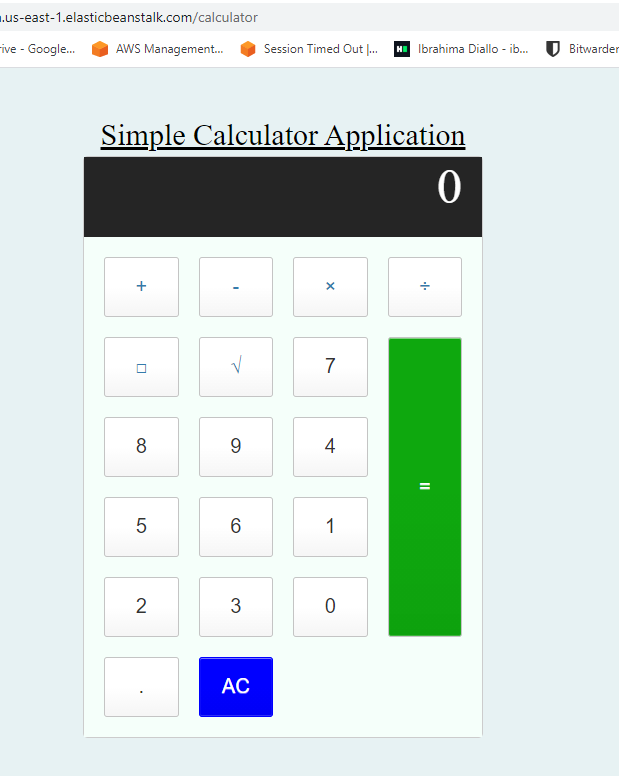 .us-east-1.elasticbeanstalk.com/calculator
rive - Google... AWS Management... Session Timed Out |... Ibrahima Diallo - ib... Bitwarden
Simple Calculator Application
0
+ - × ÷
□ √ 7
8 9 4
=
5 6 1
2 3 0
. AC